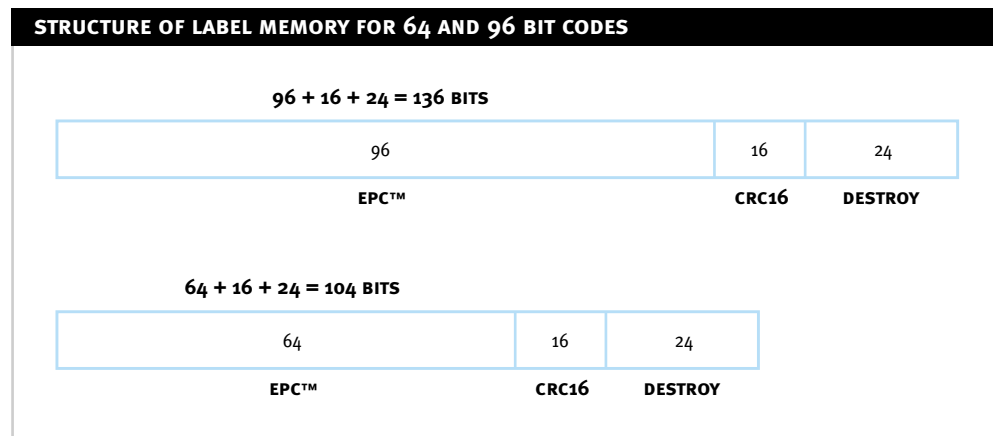 STRUCTURE OF LABEL MEMORY FOR 64 AND 96 BIT CODES
96 + 16 + 24 = 136 BITS
96 16 24
EPC™ CRC16 DESTROY
64 + 16 + 24 = 104 BITS
64 16 24
EPC™ CRC16 DESTROY